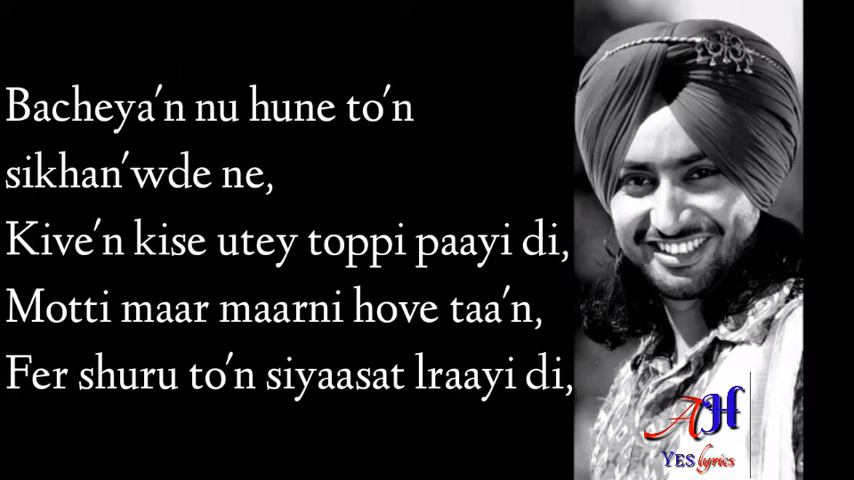 Bacheya'n nu hune to'n
sikhan'wde ne,
Kive'n kise utey toppi paayi di,
Motti maar maarni hove taa'n,
Fer shuru to'n siyaasat lraayi di,
AH
YES lyrics